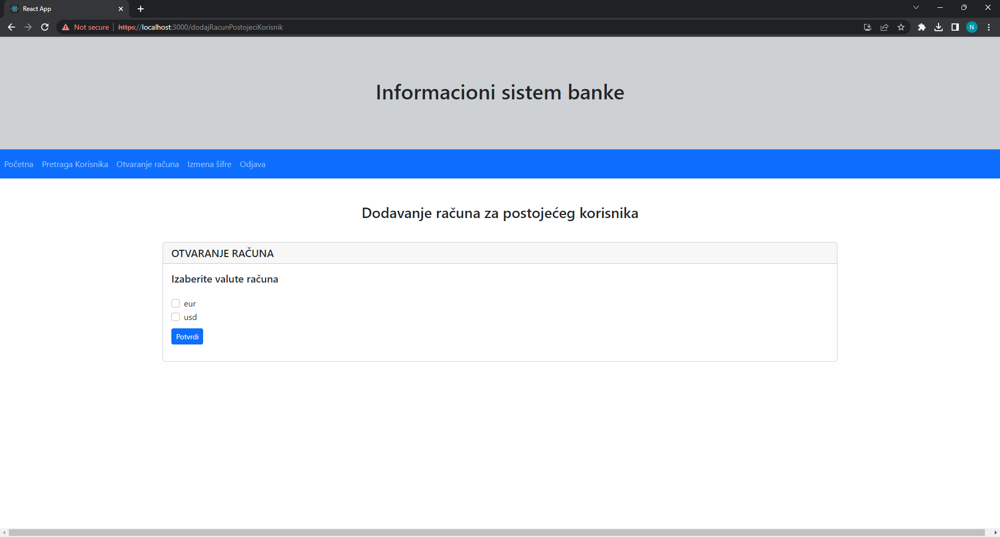 React App
Not secure https://localhost:3000/dodajRacunPostojeciKorisnik
N
Informacioni sistem banke
Početna Pretraga Korisnika Otvaranje računa Izmena šifre Odjava
Dodavanje računa za postojećeg korisnika
OTVARANJE RAČUNA
Izaberite valute računa
eur
usd
Potvrdi